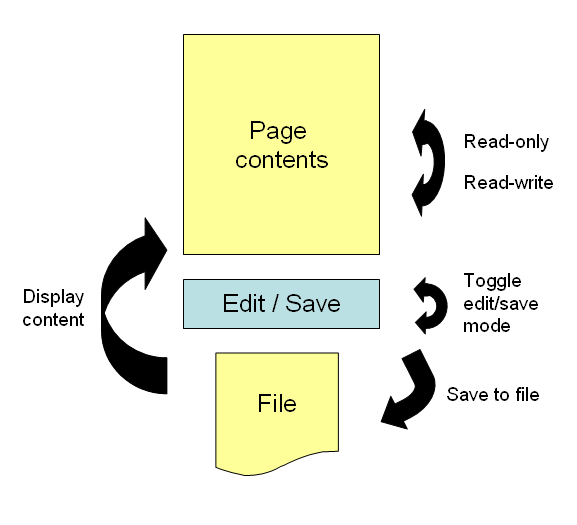 Page
contents
Read-only
Read-write
Display
content
Edit / Save
Toggle
edit/save
mode
File
Save to file